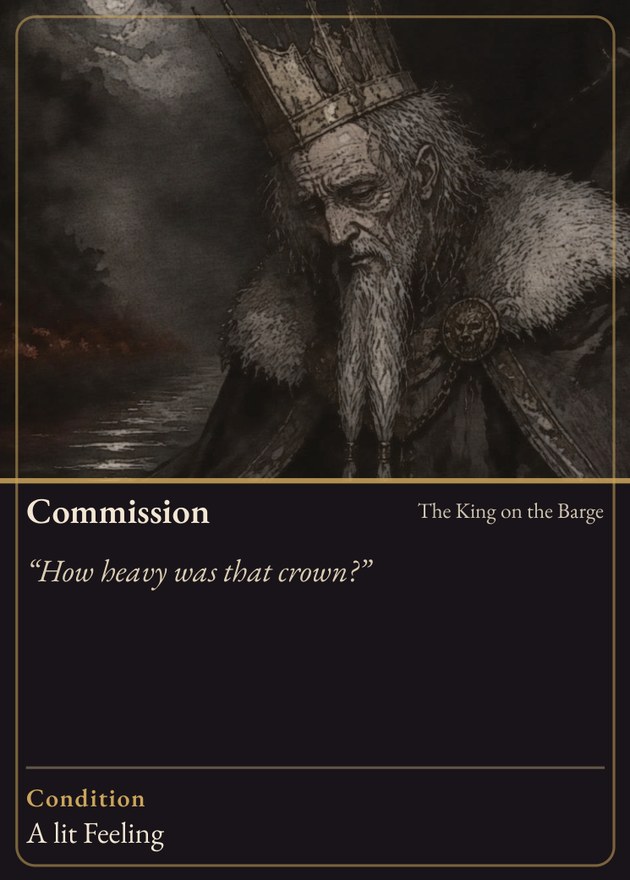 Commission
The King on the Barge
“How heavy was that crown?”
Condition
A lit Feeling